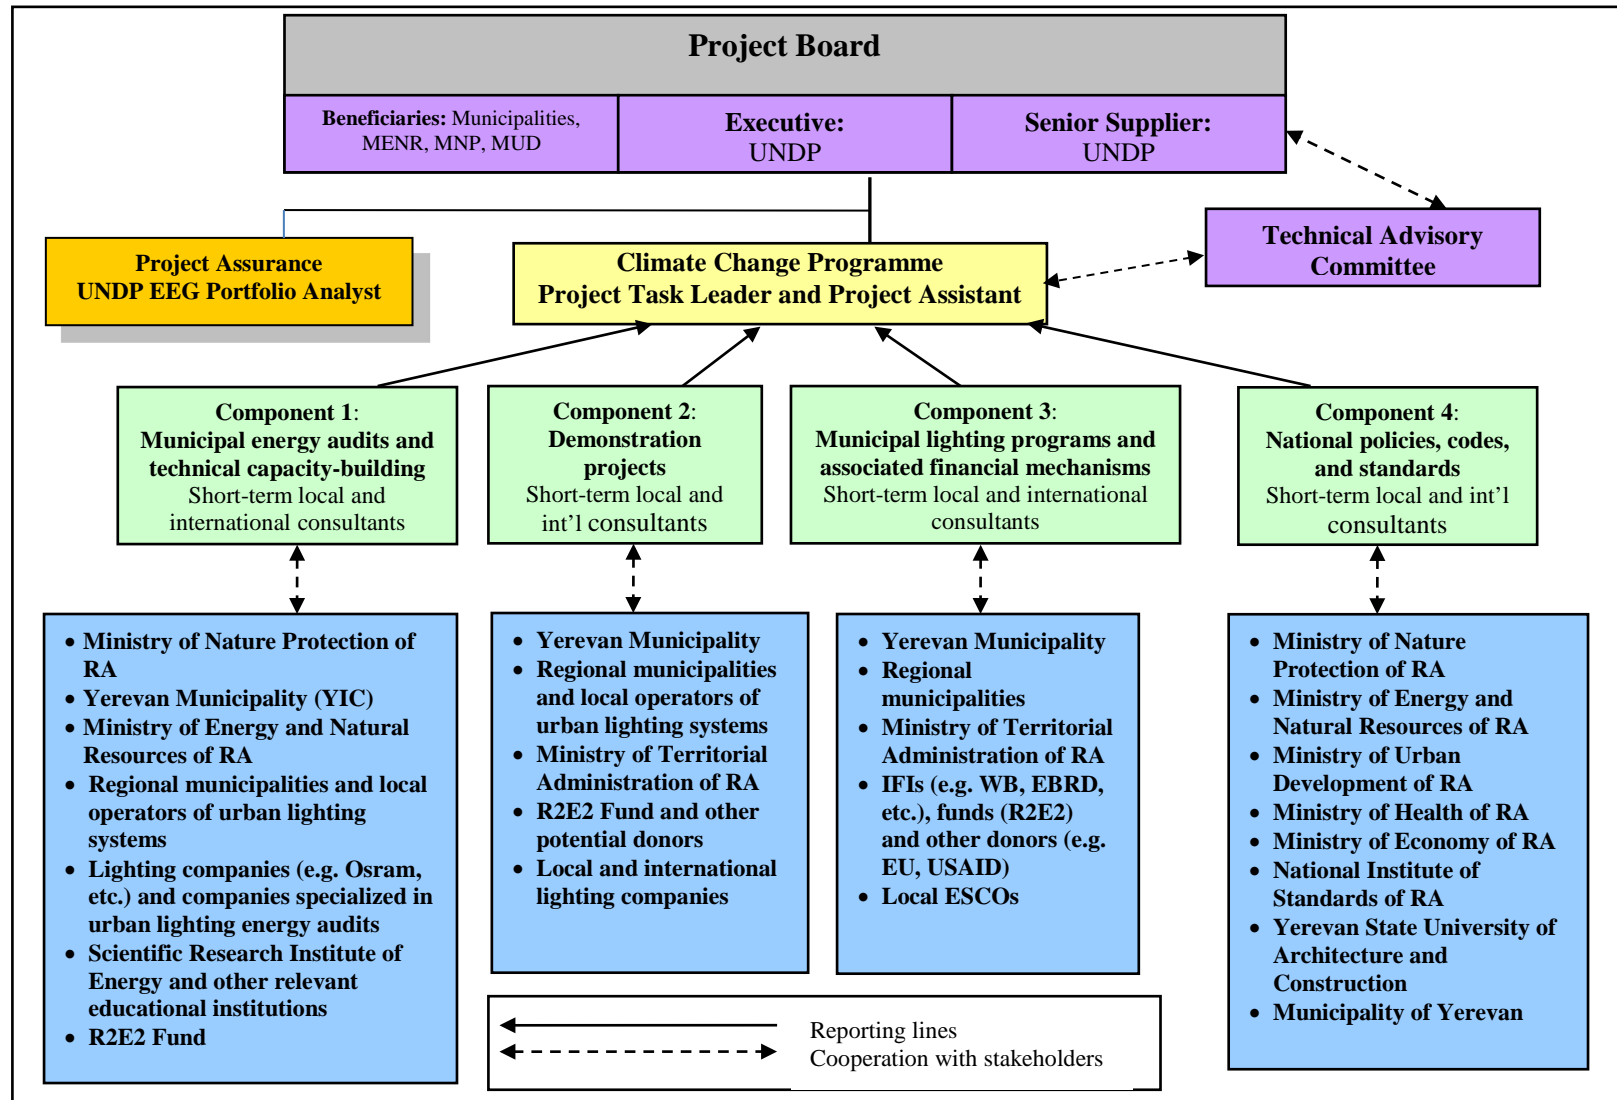 Project Board
Beneficiaries: Municipalities,
MENR, MNP, MUD
Executive:
UNDP
Senior Supplier:
UNDP
Technical Advisory
Committee
Project Assurance
UNDP EEG Portfolio Analyst
Climate Change Programme
Project Task Leader and Project Assistant
Component 1:
Municipal energy audits and
technical capacity-building
Short-term local and
international consultants
Component 2:
Demonstration
projects
Short-term local and
int’l consultants
Component 3:
Municipal lighting programs and
associated financial mechanisms
Short-term local and international
consultants
Component 4:
National policies, codes,
and standards
Short-term local and int’l
consultants
• Ministry of Nature Protection of
RA
• Yerevan Municipality (YIC)
• Ministry of Energy and Natural
Resources of RA
• Regional municipalities and local
operators of urban lighting
systems
• Lighting companies (e.g. Osram,
etc.) and companies specialized in
urban lighting energy audits
• Scientific Research Institute of
Energy and other relevant
educational institutions
• R2E2 Fund
• Yerevan Municipality
• Regional municipalities
and local operators of
urban lighting systems
• Ministry of Territorial
Administration of RA
• R2E2 Fund and other
potential donors
• Local and international
lighting companies
• Yerevan Municipality
• Regional
municipalities
• Ministry of Territorial
Administration of RA
• IFIs (e.g. WB, EBRD,
etc.), funds (R2E2)
and other donors (e.g.
EU, USAID)
• Local ESCOs
• Ministry of Nature
Protection of RA
• Ministry of Energy and
Natural Resources of RA
• Ministry of Urban
Development of RA
• Ministry of Health of RA
• Ministry of Economy of RA
• National Institute of
Standards of RA
• Yerevan State University of
Architecture and
Construction
• Municipality of Yerevan
Reporting lines
Cooperation with stakeholders